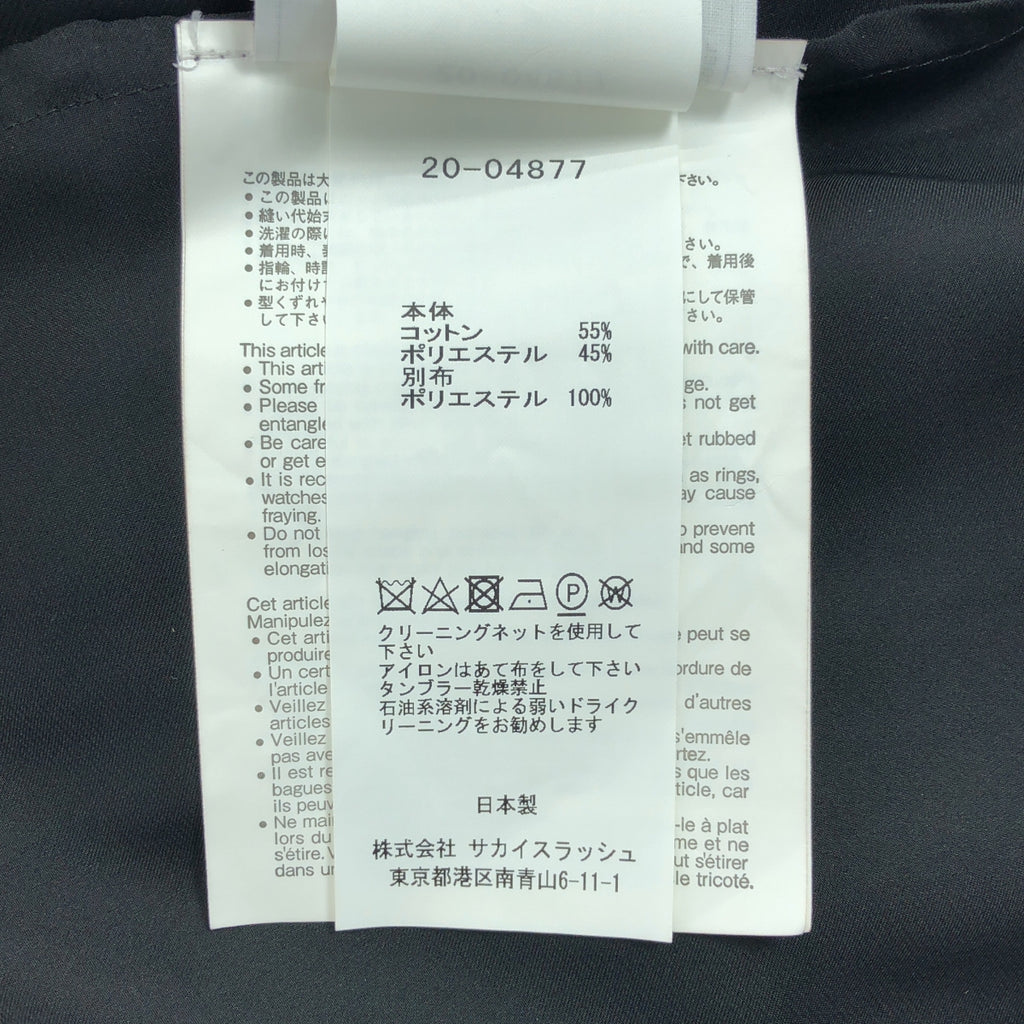 20-04877
本体
コットン 55%
ポリエステル 45%
別布
ポリエステル 100%
P
W
クリーニングネットを使用して
下さい
アイロンはあて布をして下さい
タンブラー乾燥禁止
石油系溶剤による弱いドライク
リーニングをお勧めします
日本製
株式会社 サカイスラッシュ
東京都港区南青山6-11-1
この製品は大 下さい。
● この製品に
● 縫い代始末
● 洗濯の際に さい。
● 着用時、 で、着用後
● 指輪、時計
にお付け にして保管
● 型くずれや さい。
して下さい
This article with care.
● This arti
● Some fr ge.
● Please s not get
entangle
● Be care et rubbed
or get e
● It is rec as rings,
watches ay cause
fraying.
● Do not o prevent
from los and some
elongati
Cet article
Manipulez e peut se
● Cet arti
produire ordure de
● Un cert
l'article d'autres
● Veillez
articles
● Veillez s'emmêle
pas ave rtez.
● Il est re s que les
bagues ticle, car
ils peuv
● Ne mai -le à plat
lors du me et ne
s'étire. ut s'étirer
dans un le tricoté.